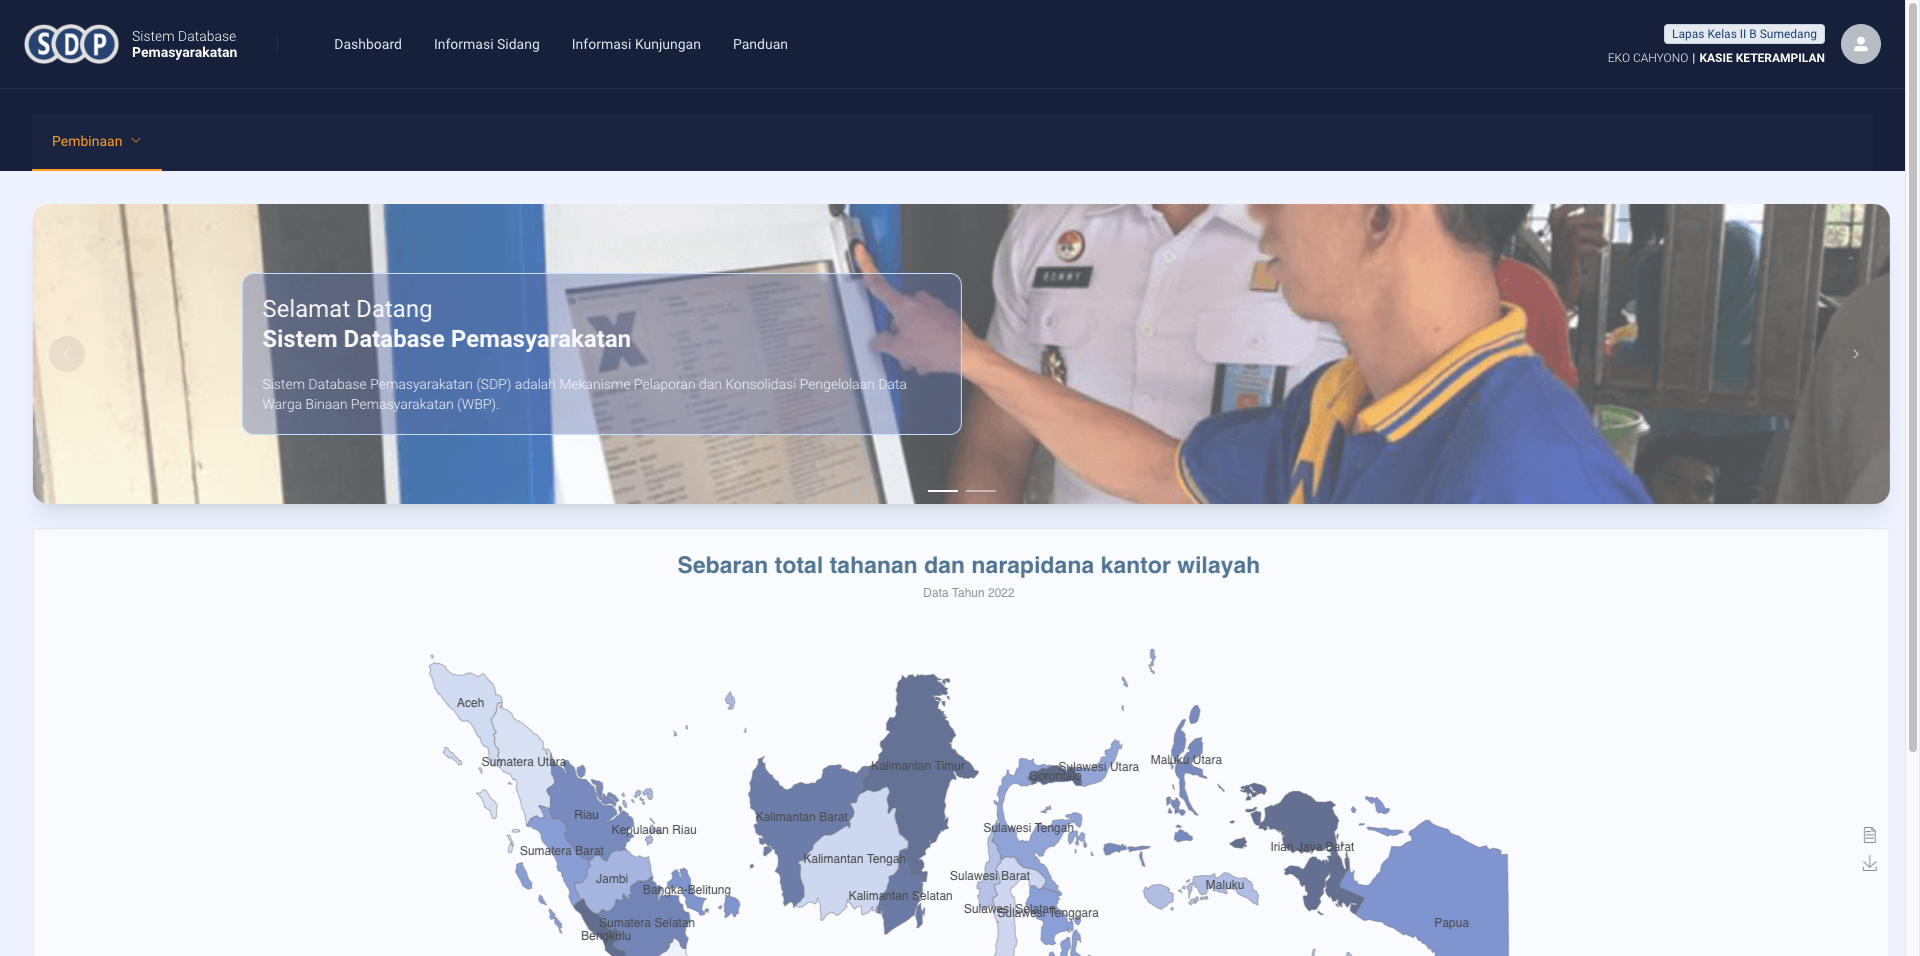 SDP
Sistem Database
Pemasyarakatan
Dashboard
Informasi Sidang
Informasi Kunjungan
Panduan
Lapas Kelas II B Sumedang
EKO CAHYONO | KASIE KETERAMPILAN
Pembinaan
RONNY
Selamat Datang
Sistem Database Pemasyarakatan
Sistem Database Pemasyarakatan (SDP) adalah Mekanisme Pelaporan dan Konsolidasi Pengelolaan Data
Warga Binaan Pemasyarakatan (WBP).
Sebaran total tahanan dan narapidana kantor wilayah
Data Tahun 2022
Aceh
Sumatera Utara
Riau
Kepulauan Riau
Sumatera Barat
Jambi
Bangka-Belitung
Sumatera Selatan
Bengkulu
Kalimantan Timur
Kalimantan Barat
Kalimantan Tengah
Kalimantan Selatan
Sulawesi Utara
Gorontalo
Sulawesi Tengah
Sulawesi Barat
Sulawesi Selatan
Sulawesi Tenggara
Maluku Utara
Maluku
Irian Jaya Barat
Papua